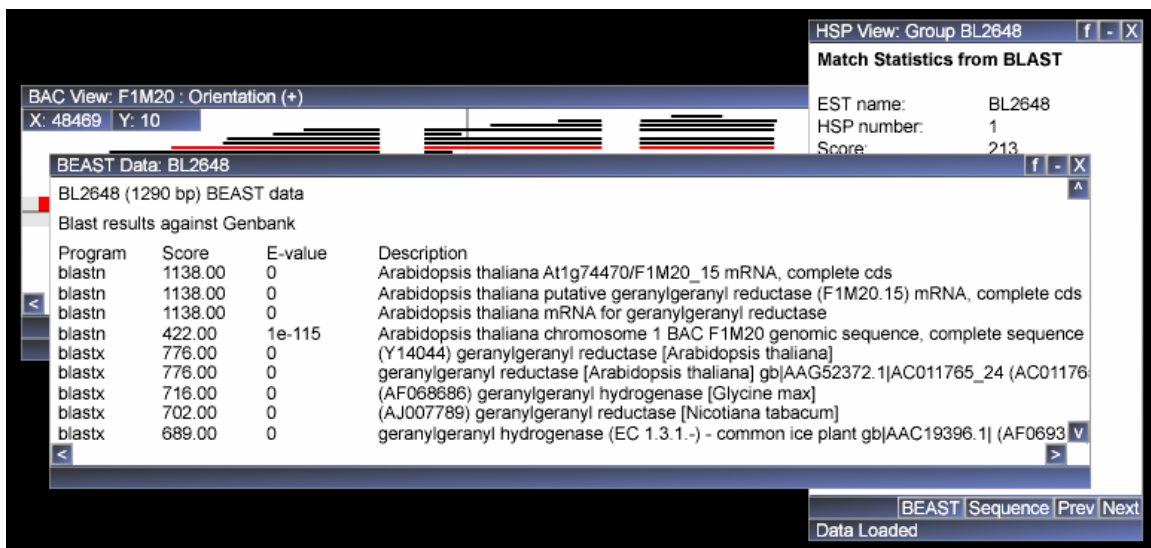 HSP View: Group BL2648 f - X
Match Statistics from BLAST
EST name: BL2648
HSP number: 1
Score: 213
BAC View: F1M20 : Orientation (+)
X: 48469 Y: 10
BEAST Data: BL2648 f - X
BL2648 (1290 bp) BEAST data
Blast results against Genbank
Program Score E-value Description
blastn 1138.00 0 Arabidopsis thaliana At1g74470/F1M20_15 mRNA, complete cds
blastn 1138.00 0 Arabidopsis thaliana putative geranylgeranyl reductase (F1M20.15) mRNA, complete cds
blastn 1138.00 0 Arabidopsis thaliana mRNA for geranylgeranyl reductase
blastn 422.00 1e-115 Arabidopsis thaliana chromosome 1 BAC F1M20 genomic sequence, complete sequence
blastx 776.00 0 (Y14044) geranylgeranyl reductase [Arabidopsis thaliana]
blastx 776.00 0 geranylgeranyl reductase [Arabidopsis thaliana] gb|AAG52372.1|AC011765_24 (AC01176
blastx 716.00 0 (AF068686) geranylgeranyl hydrogenase [Glycine max]
blastx 702.00 0 (AJ007789) geranylgeranyl reductase [Nicotiana tabacum]
blastx 689.00 0 geranylgeranyl hydrogenase (EC 1.3.1.-) - common ice plant gb|AAC19396.1| (AF0693
BEAST Sequence Prev Next
Data Loaded